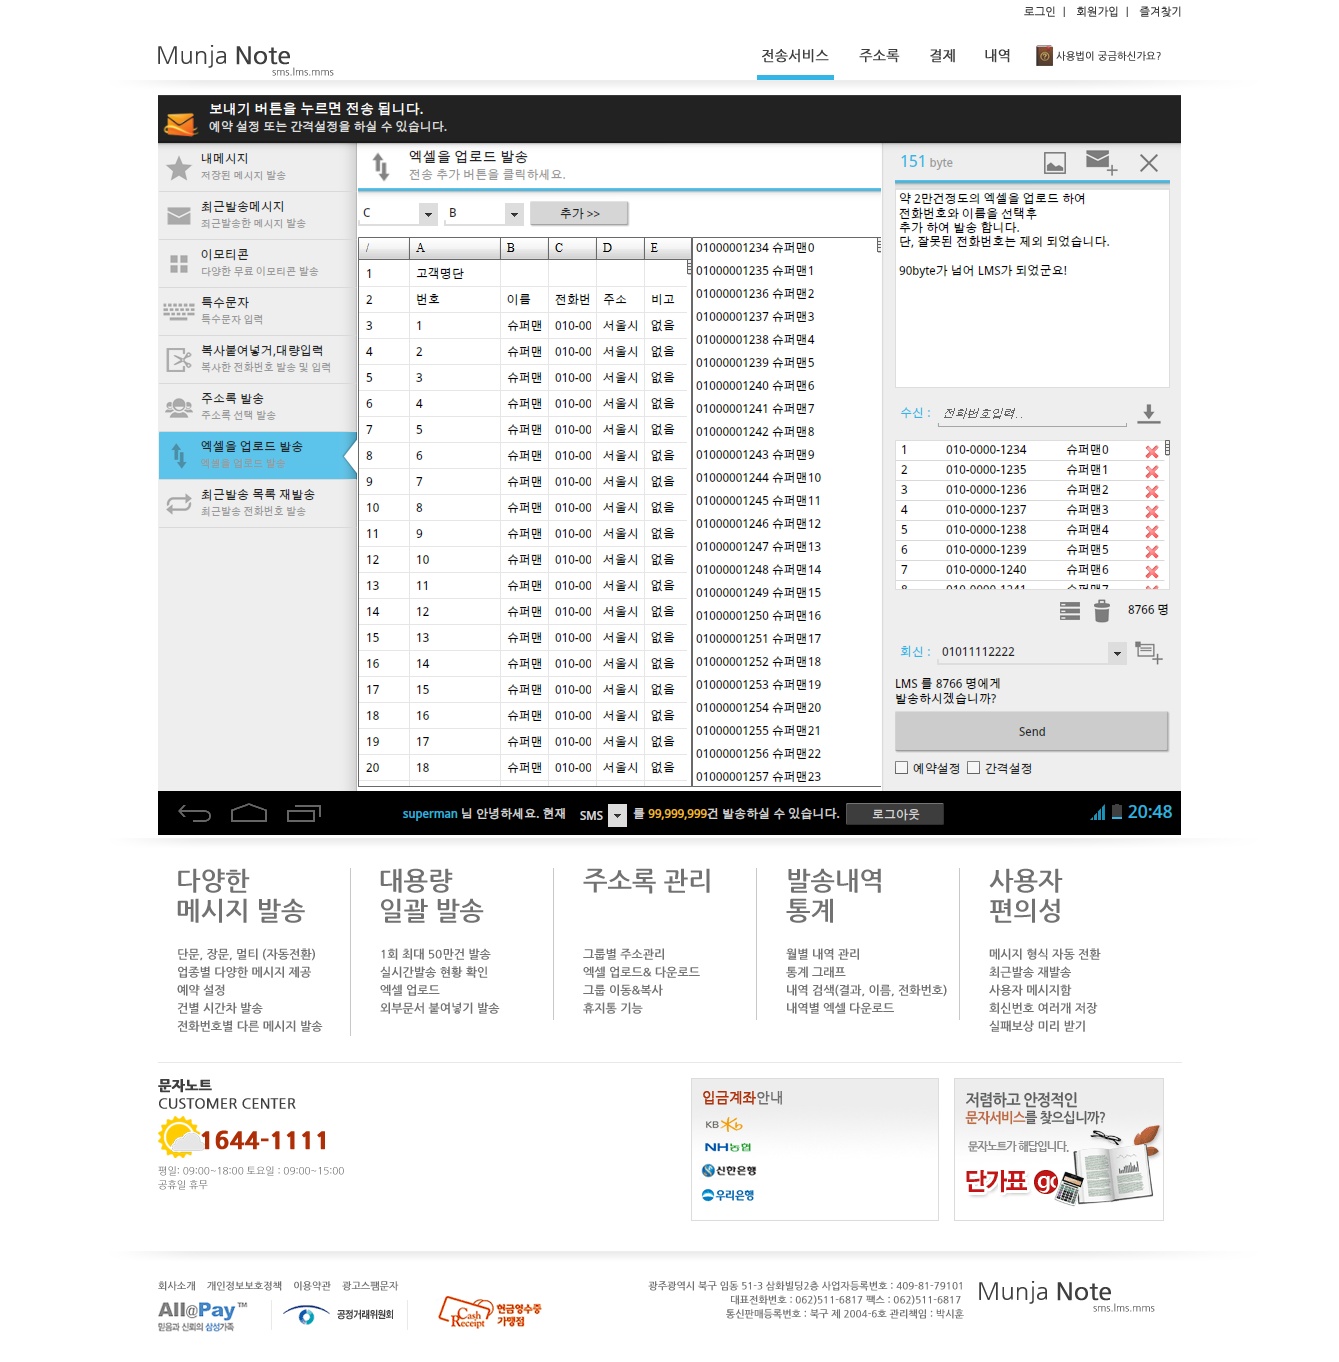 로그인 | 회원가입 | 즐겨찾기
Munja Note
sms.lms.mms
전송서비스 주소록 결제 내역 사용법이 궁금하신가요?
보내기 버튼을 누르면 전송 됩니다.
예약 설정 또는 간격설정을 하실 수 있습니다.
내메시지
저장된 메시지 발송
최근발송메시지
최근발송한 메시지 발송
이모티콘
다양한 무료 이모티콘 발송
특수문자
특수문자 입력
복사붙여넣거,대량입력
복사한 전화번호 발송 및 입력
주소록 발송
주소록 선택 발송
엑셀을 업로드 발송
엑셀을 업로드 발송
최근발송 목록 재발송
최근발송 전화번호 발송
엑셀을 업로드 발송
전송 추가 버튼을 클릭하세요.
C B 추가 >>
/ A B C D E
1 고객명단
2 번호 이름 전화번 주소 비고
3 1 슈퍼맨 010-00 서울시 없음
4 2 슈퍼맨 010-00 서울시 없음
5 3 슈퍼맨 010-00 서울시 없음
6 4 슈퍼맨 010-00 서울시 없음
7 5 슈퍼맨 010-00 서울시 없음
8 6 슈퍼맨 010-00 서울시 없음
9 7 슈퍼맨 010-00 서울시 없음
10 8 슈퍼맨 010-00 서울시 없음
11 9 슈퍼맨 010-00 서울시 없음
12 10 슈퍼맨 010-00 서울시 없음
13 11 슈퍼맨 010-00 서울시 없음
14 12 슈퍼맨 010-00 서울시 없음
15 13 슈퍼맨 010-00 서울시 없음
16 14 슈퍼맨 010-00 서울시 없음
17 15 슈퍼맨 010-00 서울시 없음
18 16 슈퍼맨 010-00 서울시 없음
19 17 슈퍼맨 010-00 서울시 없음
20 18 슈퍼맨 010-00 서울시 없음
01000001234 슈퍼맨0
01000001235 슈퍼맨1
01000001236 슈퍼맨2
01000001237 슈퍼맨3
01000001238 슈퍼맨4
01000001239 슈퍼맨5
01000001240 슈퍼맨6
01000001241 슈퍼맨7
01000001242 슈퍼맨8
01000001243 슈퍼맨9
01000001244 슈퍼맨10
01000001245 슈퍼맨11
01000001246 슈퍼맨12
01000001247 슈퍼맨13
01000001248 슈퍼맨14
01000001249 슈퍼맨15
01000001250 슈퍼맨16
01000001251 슈퍼맨17
01000001252 슈퍼맨18
01000001253 슈퍼맨19
01000001254 슈퍼맨20
01000001255 슈퍼맨21
01000001256 슈퍼맨22
01000001257 슈퍼맨23
151 byte
약 2만건정도의 엑셀을 업로드 하여
전화번호와 이름을 선택후
추가 하여 발송 합니다.
단, 잘못된 전화번호는 제외 되었습니다.
90byte가 넘어 LMS가 되었군요!
수신 : 전화번호입력..
1 010-0000-1234 슈퍼맨0
2 010-0000-1235 슈퍼맨1
3 010-0000-1236 슈퍼맨2
4 010-0000-1237 슈퍼맨3
5 010-0000-1238 슈퍼맨4
6 010-0000-1239 슈퍼맨5
7 010-0000-1240 슈퍼맨6
8 010-0000-1241 슈퍼맨7
8766 명
회신 : 01011112222
LMS 를 8766 명에게
발송하시겠습니까?
Send
예약설정 간격설정
superman 님 안녕하세요. 현재 SMS 를 99,999,999건 발송하실 수 있습니다. 로그아웃 20:48
다양한
메시지 발송
단문, 장문, 멀티 (자동전환)
업종별 다양한 메시지 제공
예약 설정
건별 시간차 발송
전화번호별 다른 메시지 발송
대용량
일괄 발송
1회 최대 50만건 발송
실시간발송 현황 확인
엑셀 업로드
외부문서 붙여넣기 발송
주소록 관리
그룹별 주소관리
엑셀 업로드& 다운로드
그룹 이동&복사
휴지통 기능
발송내역
통계
월별 내역 관리
통계 그래프
내역 검색(결과, 이름, 전화번호)
내역별 엑셀 다운로드
사용자
편의성
메시지 형식 자동 전환
최근발송 재발송
사용자 메시지함
회신번호 여러개 저장
실패보상 미리 받기
문자노트
CUSTOMER CENTER
1644-1111
평일: 09:00~18:00 토요일 : 09:00~15:00
공휴일 휴무
입금계좌안내
KB
NH농협
신한은행
우리은행
저렴하고 안정적인
문자서비스를 찾으십니까?
문자노트가 해답입니다.
단가표 go
회사소개 개인정보보호정책 이용약관 광고스팸문자
All@Pay™
믿음과 신뢰의 삼성가족
공정거래위원회
Cash Receipt
현금영수증
가맹점
광주광역시 북구 임동 51-3 삼화빌딩2층 사업자등록번호 : 409-81-79101
대표전화번호 : 062)511-6817 팩스 : 062)511-6817
통신판매등록번호 : 북구 제 2004-6호 관리책임 : 박시훈
Munja Note
sms.lms.mms